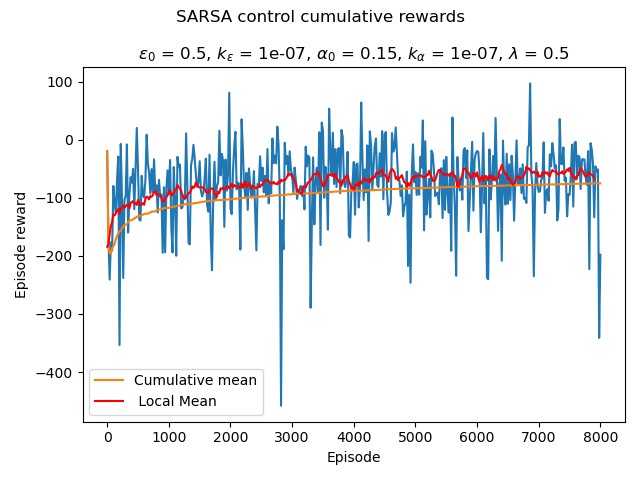 SARSA control cumulative rewards
ε₀ = 0.5, kε = 1e-07, α₀ = 0.15, kα = 1e-07, λ = 0.5
Episode reward
100
0
−100
−200
−300
−400
Cumulative mean
Local Mean
0 1000 2000 3000 4000 5000 6000 7000 8000
Episode